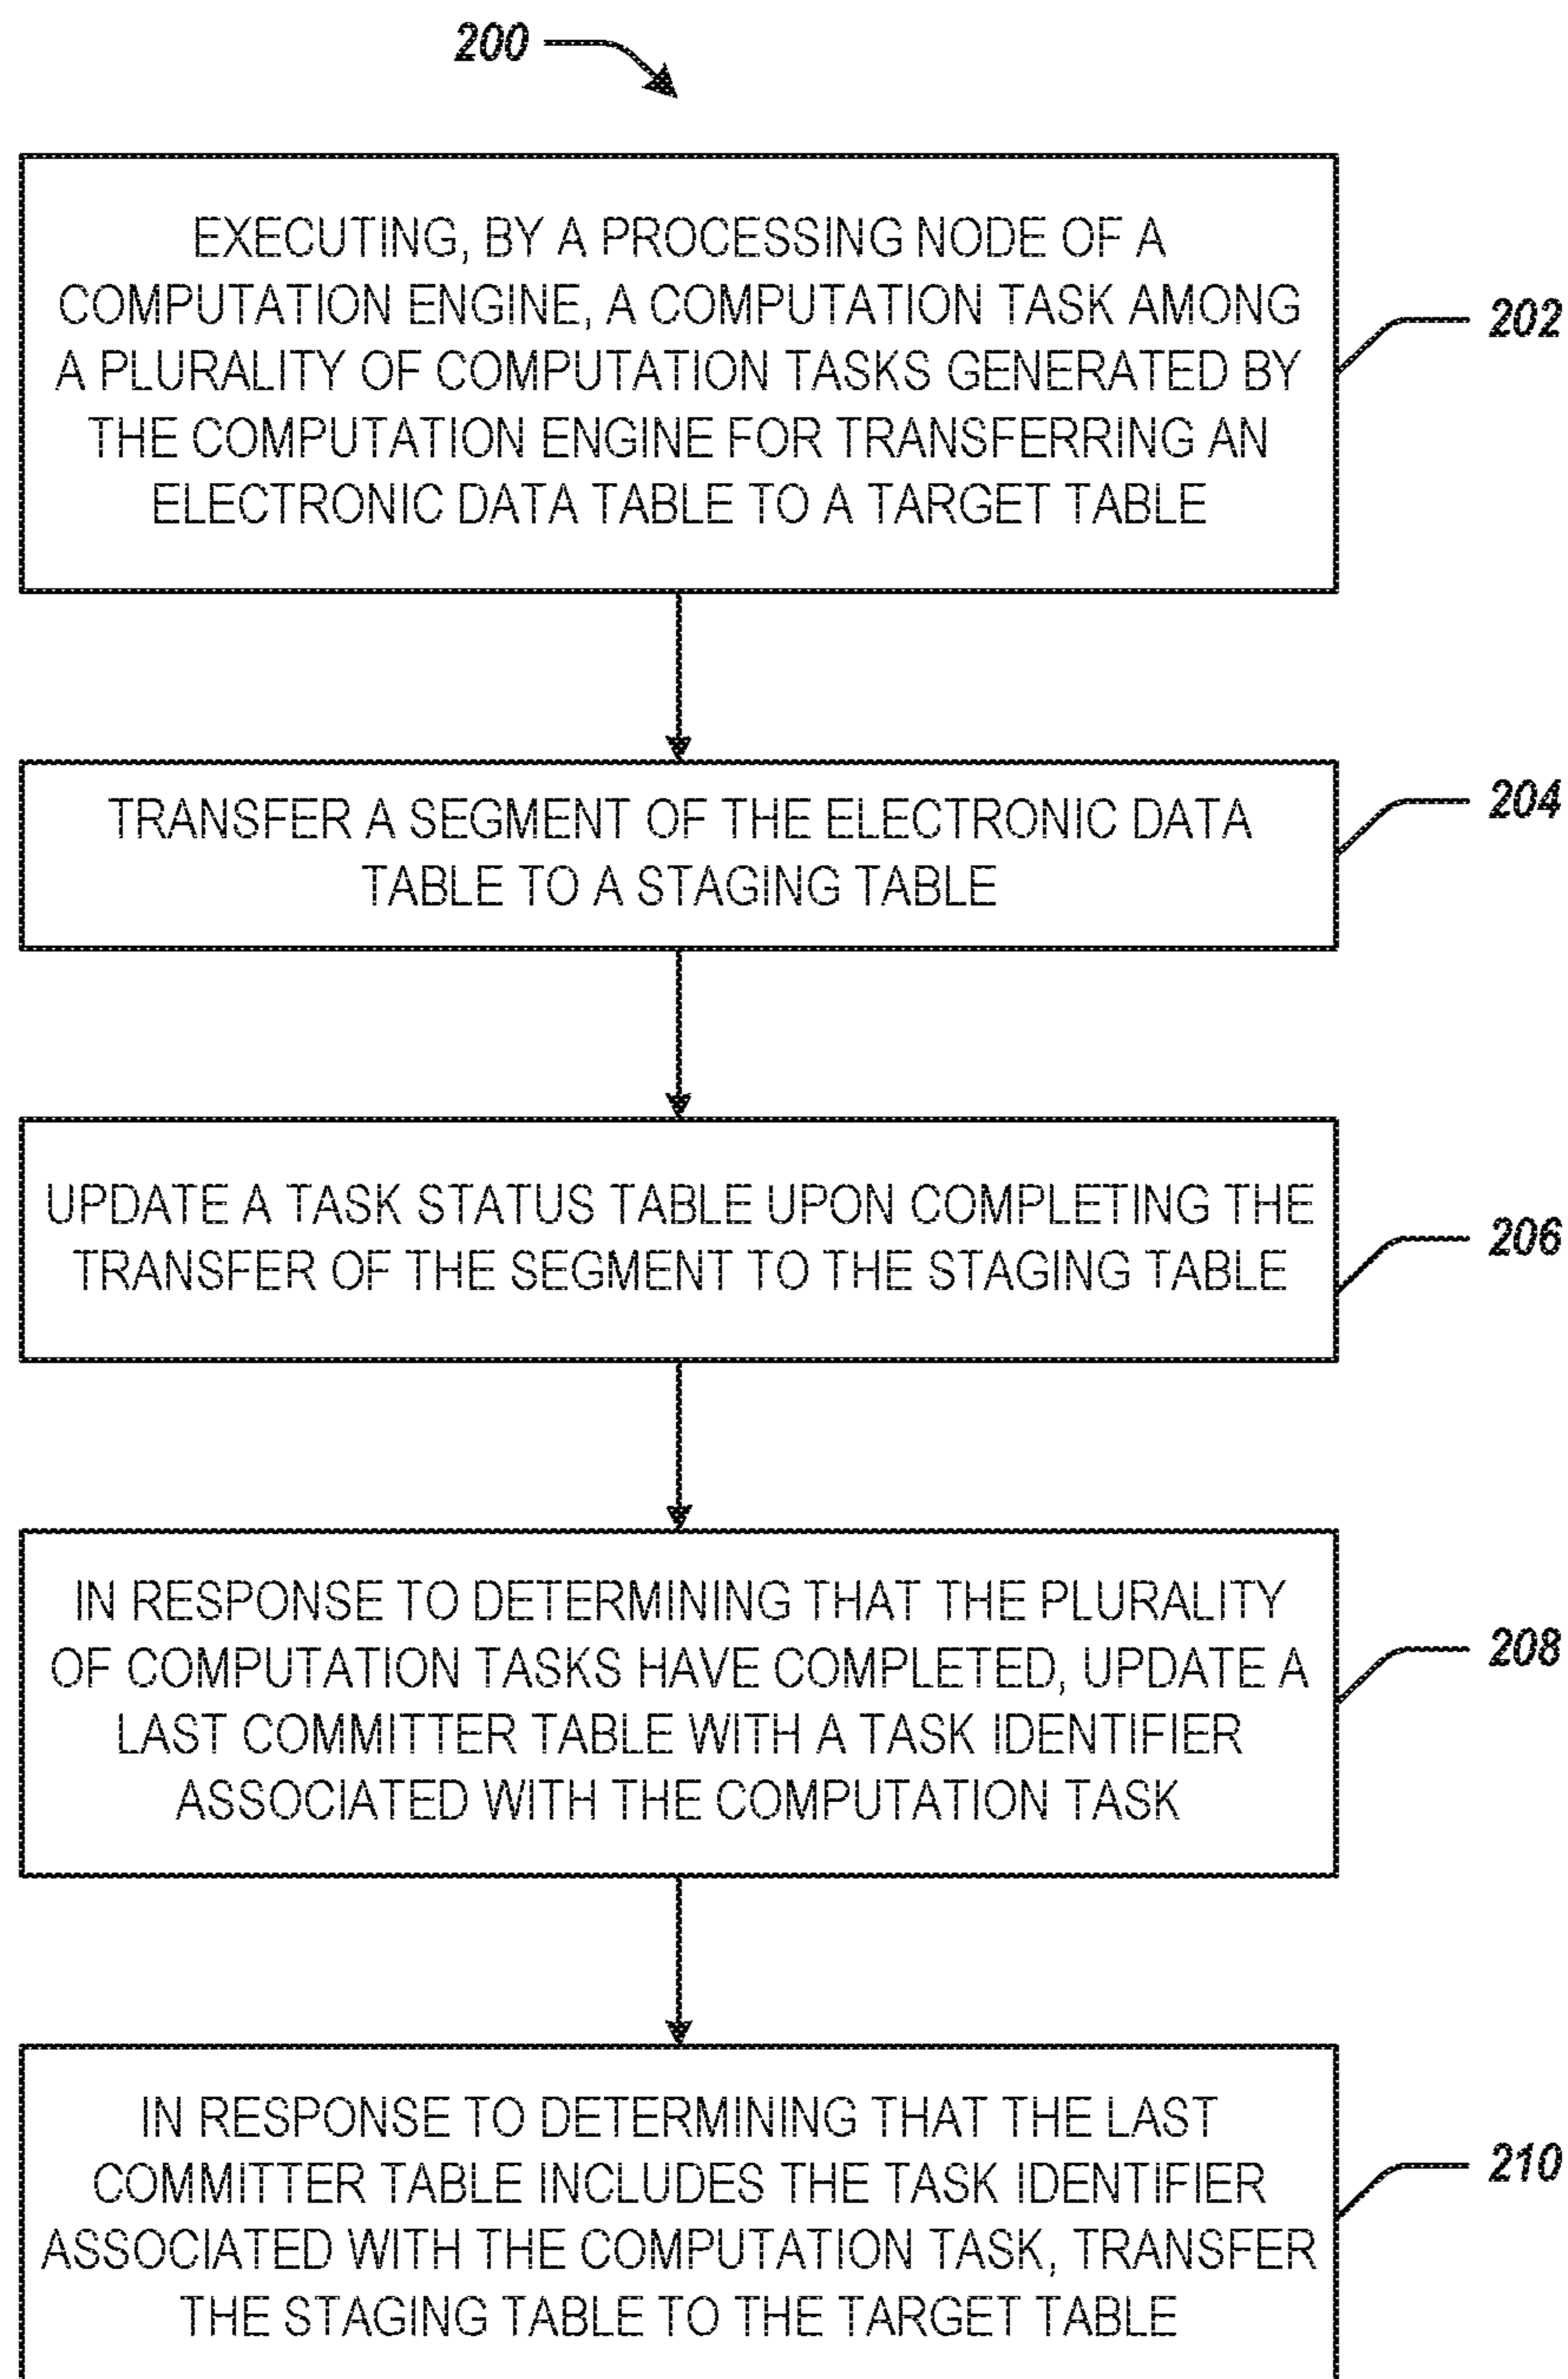 200
EXECUTING, BY A PROCESSING NODE OF A
COMPUTATION ENGINE, A COMPUTATION TASK AMONG
A PLURALITY OF COMPUTATION TASKS GENERATED BY
THE COMPUTATION ENGINE FOR TRANSFERRING AN
ELECTRONIC DATA TABLE TO A TARGET TABLE
202
TRANSFER A SEGMENT OF THE ELECTRONIC DATA
TABLE TO A STAGING TABLE
204
UPDATE A TASK STATUS TABLE UPON COMPLETING THE
TRANSFER OF THE SEGMENT TO THE STAGING TABLE
206
IN RESPONSE TO DETERMINING THAT THE PLURALITY
OF COMPUTATION TASKS HAVE COMPLETED, UPDATE A
LAST COMMITTER TABLE WITH A TASK IDENTIFIER
ASSOCIATED WITH THE COMPUTATION TASK
208
IN RESPONSE TO DETERMINING THAT THE LAST
COMMITTER TABLE INCLUDES THE TASK IDENTIFIER
ASSOCIATED WITH THE COMPUTATION TASK, TRANSFER
THE STAGING TABLE TO THE TARGET TABLE
210